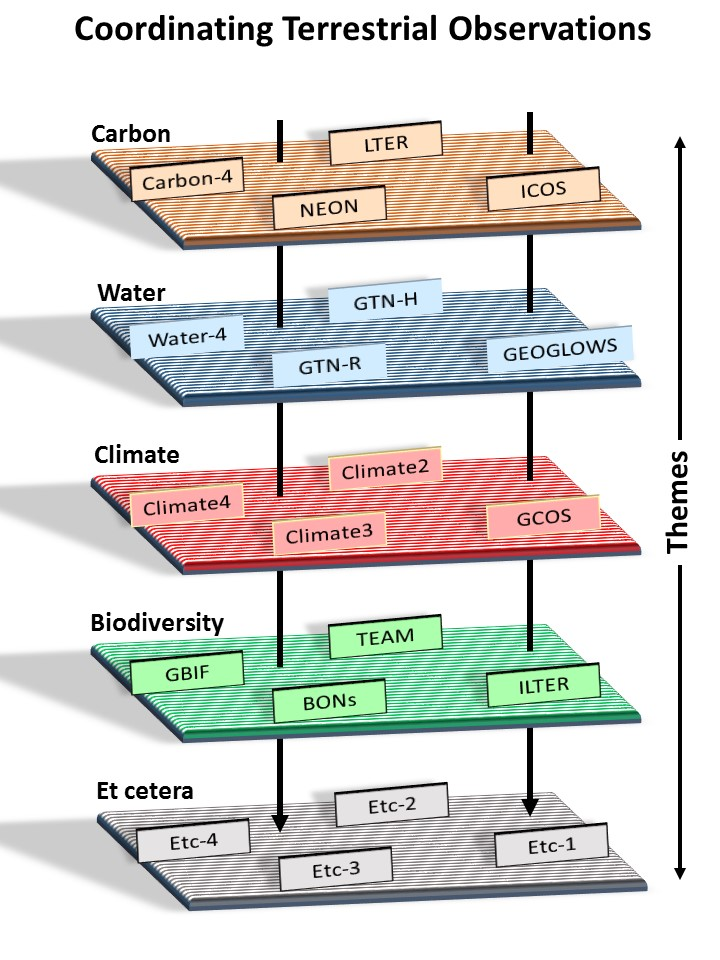 Coordinating Terrestrial Observations
Carbon
LTER
Carbon-4
NEON
ICOS
Water
GTN-H
Water-4
GTN-R
GEOGLOWS
Climate
Climate2
Climate4
Climate3
GCOS
Biodiversity
TEAM
GBIF
BONs
ILTER
Et cetera
Etc-2
Etc-4
Etc-3
Etc-1
Themes